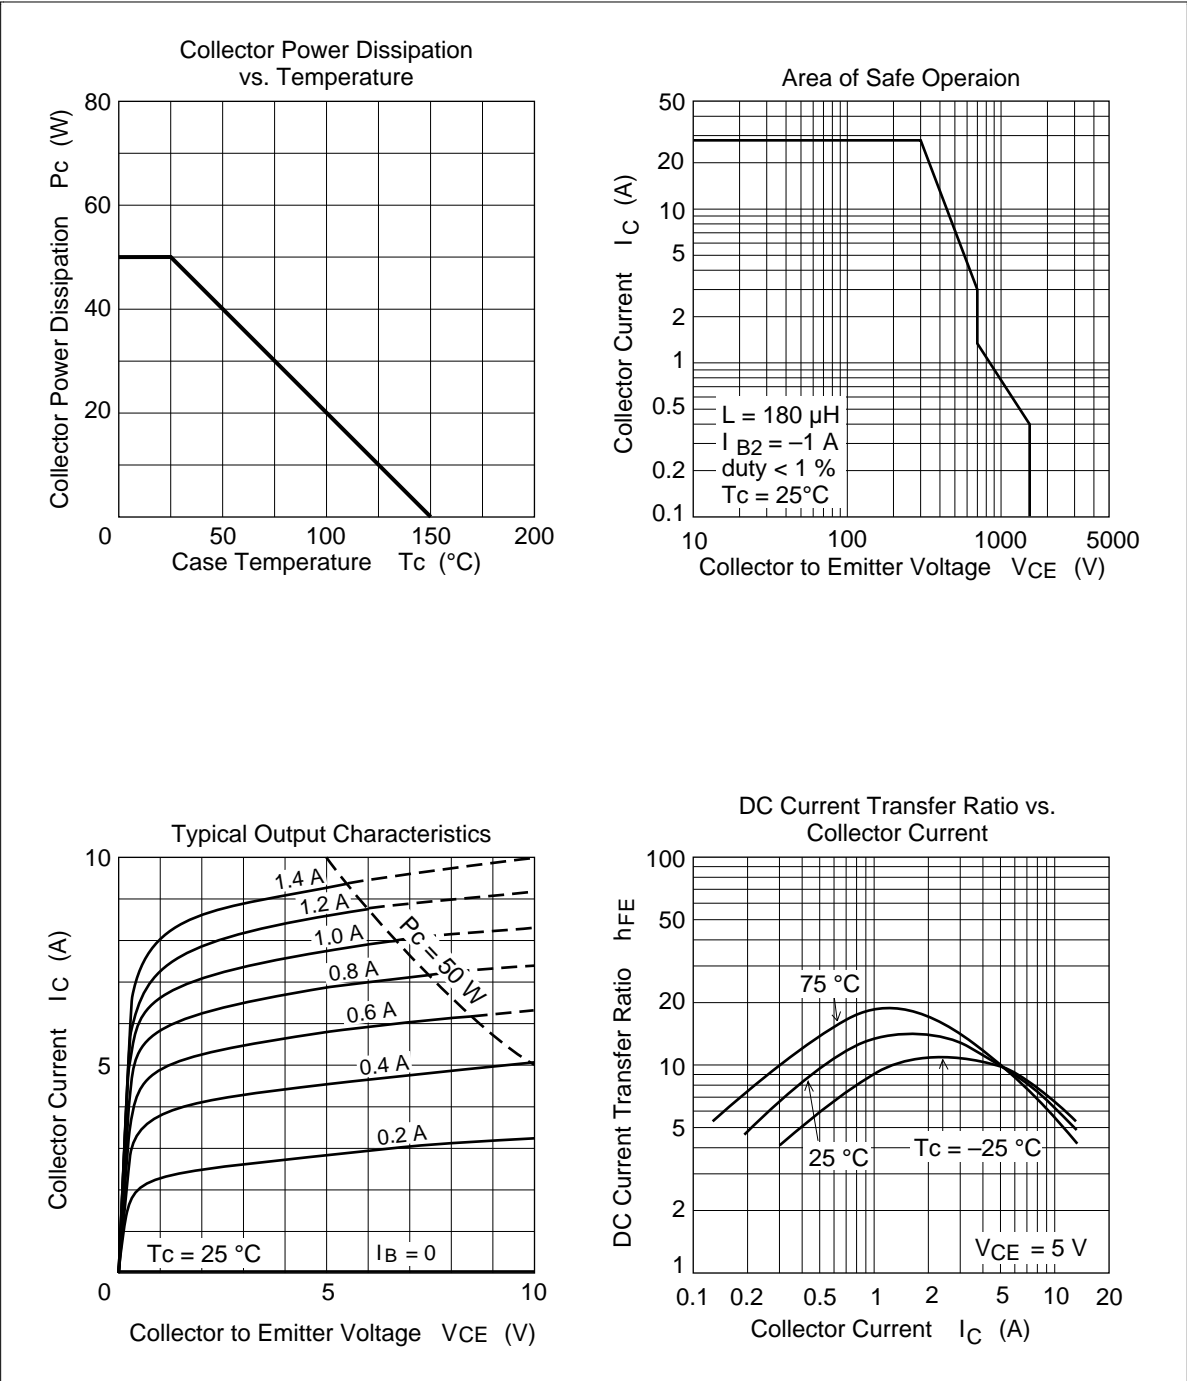 Collector Power Dissipation
vs. Temperature
80
60
40
20
0
50
100
150
200
Collector Power Dissipation Pc (W)
Case Temperature Tc (°C)
Area of Safe Operaion
50
20
10
5
2
1
0.5
0.2
0.1
10
100
1000
5000
Collector Current IC (A)
L = 180 µH
I B2 = –1 A
duty < 1 %
Tc = 25°C
Collector to Emitter Voltage VCE (V)
Typical Output Characteristics
10
5
0
5
10
Collector Current IC (A)
1.4 A
1.2 A
1.0 A
0.8 A
0.6 A
0.4 A
0.2 A
Pc = 50 W
Tc = 25 °C
IB = 0
Collector to Emitter Voltage VCE (V)
DC Current Transfer Ratio vs.
Collector Current
100
50
20
10
5
2
1
0.1
0.2
0.5
1
2
5
10
20
DC Current Transfer Ratio hFE
75 °C
25 °C
Tc = –25 °C
VCE = 5 V
Collector Current IC (A)